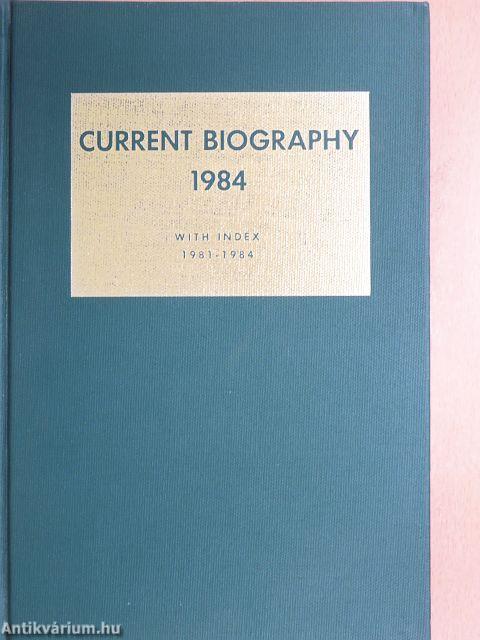 CURRENT BIOGRAPHY
1984
WITH INDEX
1981-1984
Antikvárium.hu